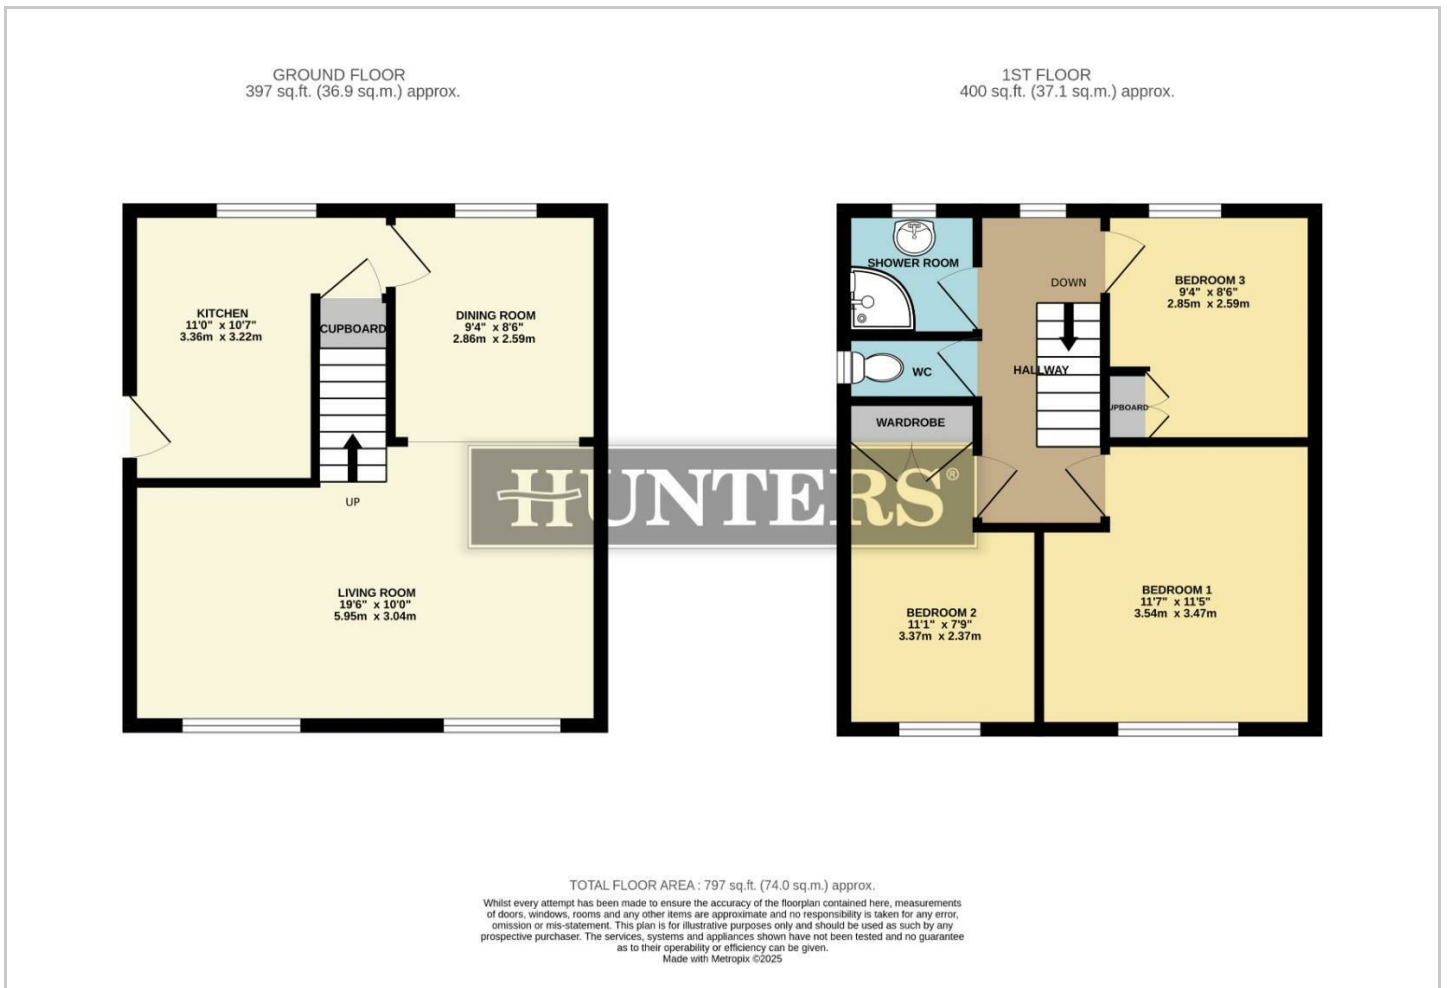 GROUND FLOOR
397 sq.ft. (36.9 sq.m.) approx.
1ST FLOOR
400 sq.ft. (37.1 sq.m.) approx.
KITCHEN
11'0" x 10'7"
3.36m x 3.22m
CUPBOARD
DINING ROOM
9'4" x 8'6"
2.86m x 2.59m
UP
LIVING ROOM
19'6" x 10'0"
5.95m x 3.04m
SHOWER ROOM
DOWN
BEDROOM 3
9'4" x 8'6"
2.85m x 2.59m
WC
HALLWAY
UPBOARD
WARDROBE
HUNTERS®
BEDROOM 2
11'1" x 7'9"
3.37m x 2.37m
BEDROOM 1
11'7" x 11'5"
3.54m x 3.47m
TOTAL FLOOR AREA : 797 sq.ft. (74.0 sq.m.) approx.
Whilst every attempt has been made to ensure the accuracy of the floorplan contained here, measurements
of doors, windows, rooms and any other items are approximate and no responsibility is taken for any error,
omission or mis-statement. This plan is for illustrative purposes only and should be used as such by any
prospective purchaser. The services, systems and appliances shown have not been tested and no guarantee
as to their operability or efficiency can be given.
Made with Metropix ©2025